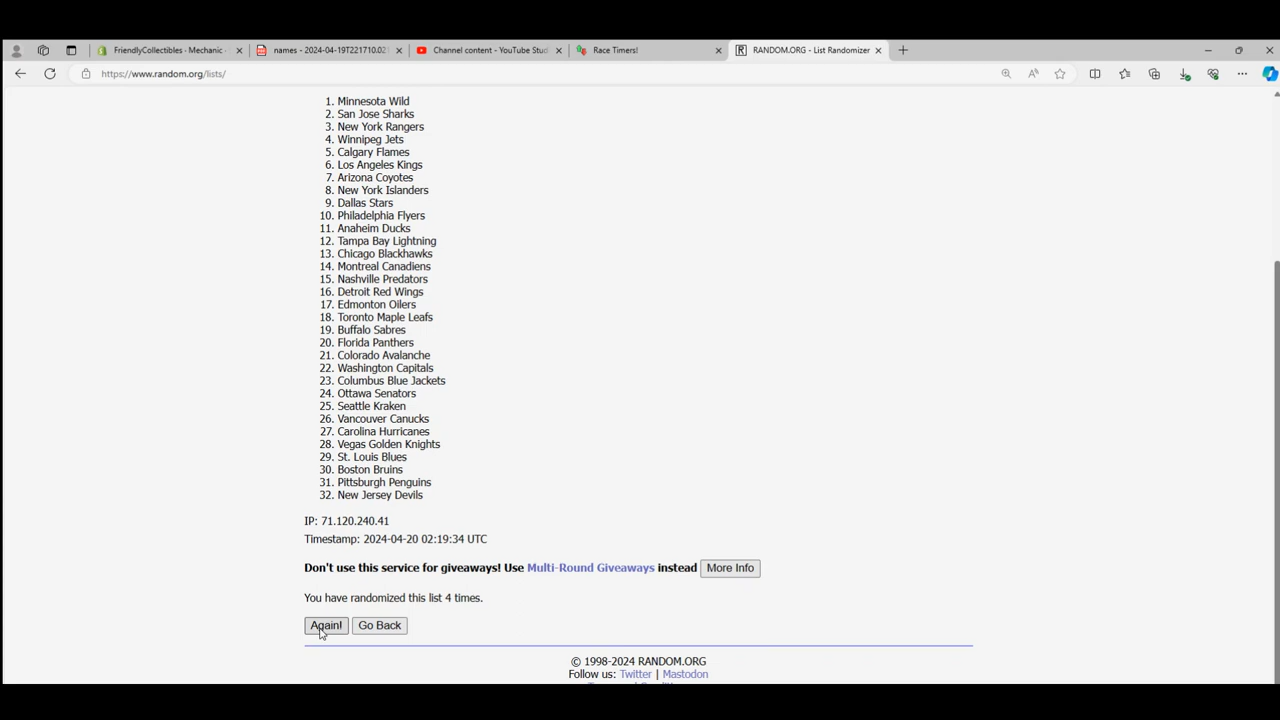 FriendlyCollectibles - Mechanic -
names - 2024-04-19T221710.02
Channel content - YouTube Stud
Race Timers!
RANDOM.ORG - List Randomizer
https://www.random.org/lists/
1. Minnesota Wild
2. San Jose Sharks
3. New York Rangers
4. Winnipeg Jets
5. Calgary Flames
6. Los Angeles Kings
7. Arizona Coyotes
8. New York Islanders
9. Dallas Stars
10. Philadelphia Flyers
11. Anaheim Ducks
12. Tampa Bay Lightning
13. Chicago Blackhawks
14. Montreal Canadiens
15. Nashville Predators
16. Detroit Red Wings
17. Edmonton Oilers
18. Toronto Maple Leafs
19. Buffalo Sabres
20. Florida Panthers
21. Colorado Avalanche
22. Washington Capitals
23. Columbus Blue Jackets
24. Ottawa Senators
25. Seattle Kraken
26. Vancouver Canucks
27. Carolina Hurricanes
28. Vegas Golden Knights
29. St. Louis Blues
30. Boston Bruins
31. Pittsburgh Penguins
32. New Jersey Devils
IP: 71.120.240.41
Timestamp: 2024-04-20 02:19:34 UTC
Don't use this service for giveaways! Use Multi-Round Giveaways instead More Info
You have randomized this list 4 times.
Again! Go Back
© 1998-2024 RANDOM.ORG
Follow us: Twitter | Mastodon